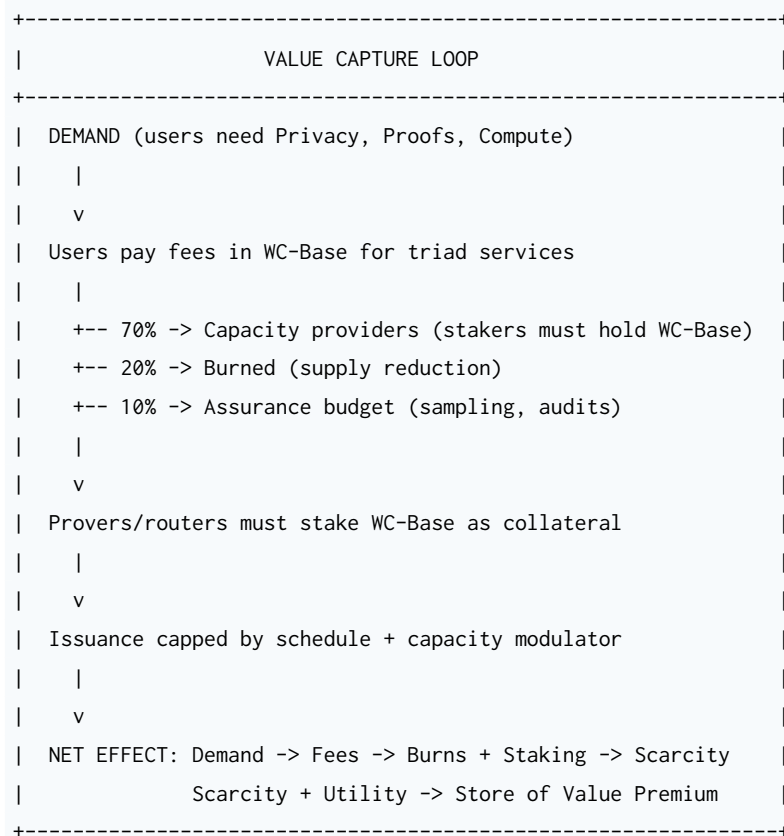 +--------------------------------------------------------------+
|                    VALUE CAPTURE LOOP                        |
+--------------------------------------------------------------+
|  DEMAND (users need Privacy, Proofs, Compute)                |
|    |                                                         |
|    v
|  Users pay fees in WC-Base for triad services                |
|    |                                                         |
|    +-- 70% -> Capacity providers (stakers must hold WC-Base)  |
|    +-- 20% -> Burned (supply reduction)                      |
|    +-- 10% -> Assurance budget (sampling, audits)            |
|    |                                                         |
|    v                                                         |
|  Provers/routers must stake WC-Base as collateral            |
|    |                                                         |
|    v                                                         |
|  Issuance capped by schedule + capacity modulator            |
|    |                                                         |
|    v                                                         |
|  NET EFFECT: Demand -> Fees -> Burns + Staking -> Scarcity    |
|              Scarcity + Utility -> Store of Value Premium    |
+--------------------------------------------------------------+